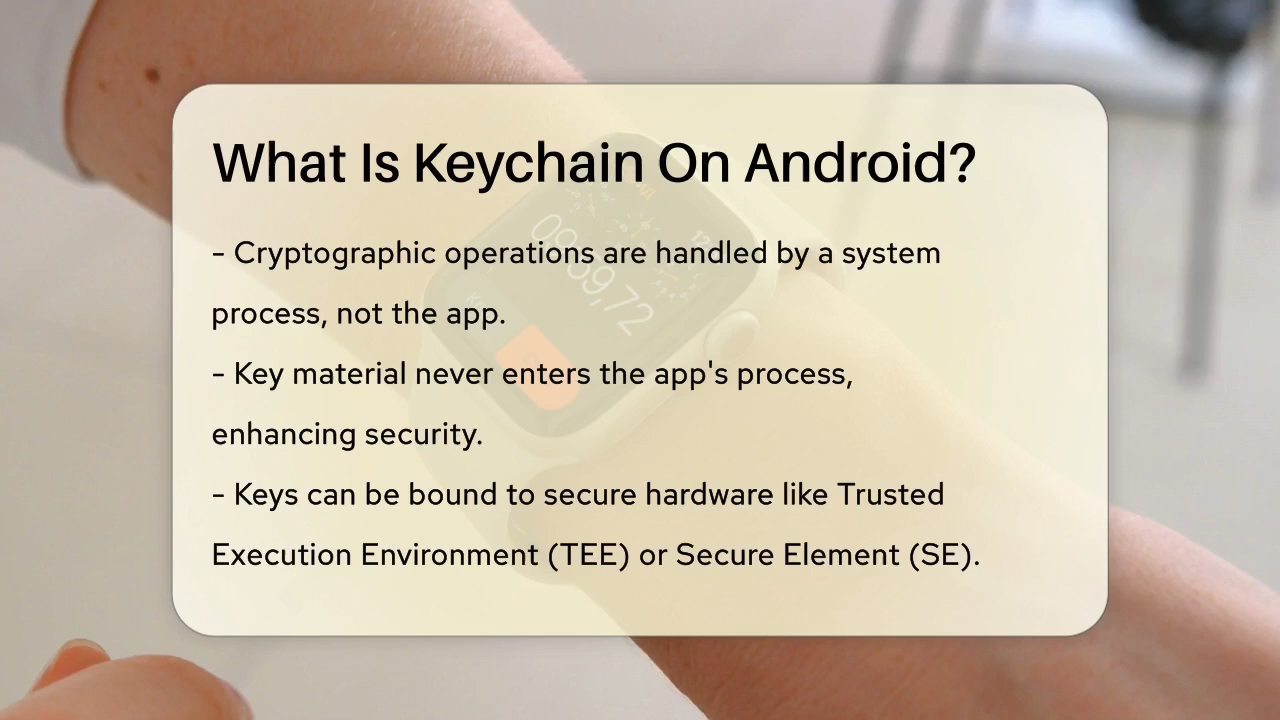 What Is Keychain On Android?
- Cryptographic operations are handled by a system
process, not the app.
- Key material never enters the app's process,
enhancing security.
- Keys can be bound to secure hardware like Trusted
Execution Environment (TEE) or Secure Element (SE).